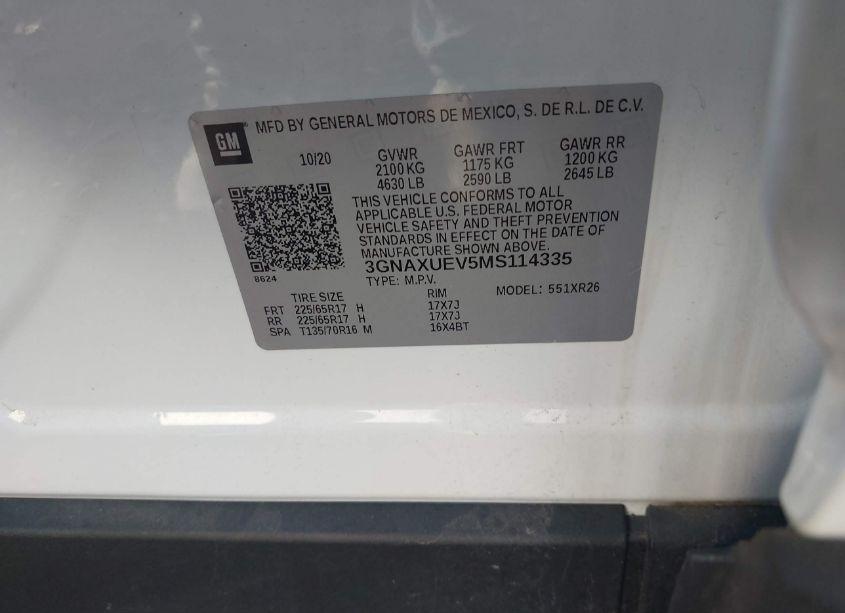 GM
MFD BY GENERAL MOTORS DE MEXICO, S. DE R.L. DE C.V.
10/20 GVWR GAWR FRT GAWR RR
2100 KG 1175 KG 1200 KG
4630 LB 2590 LB 2645 LB
THIS VEHICLE CONFORMS TO ALL
APPLICABLE U.S. FEDERAL MOTOR
VEHICLE SAFETY AND THEFT PREVENTION
STANDARDS IN EFFECT ON THE DATE OF
MANUFACTURE SHOWN ABOVE.
3GNAXUEV5MS114335
8624
TYPE: M.P.V. MODEL: 551XR26
TIRE SIZE RIM
FRT 225/65R17 H 17X7J
RR 225/65R17 H 17X7J
SPA T135/70R16 M 16X4BT